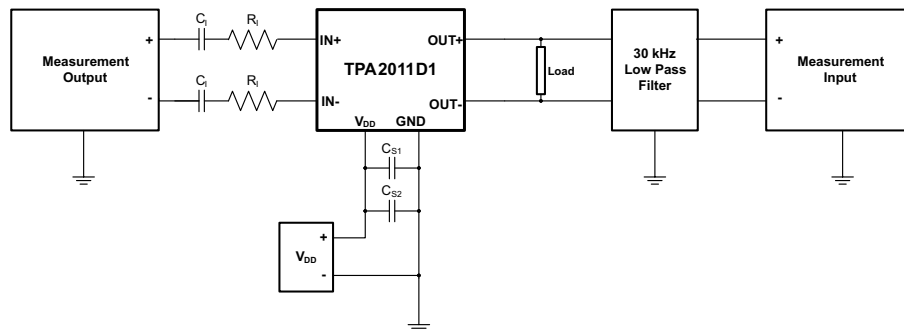 C_I
R_I
+
Measurement
Output
-
C_I
R_I
IN+
OUT+
TPA2011D1
IN-
OUT-
V_DD
GND
Load
30 kHz
Low Pass
Filter
+
Measurement
Input
-
C_S1
C_S2
+
V_DD
-